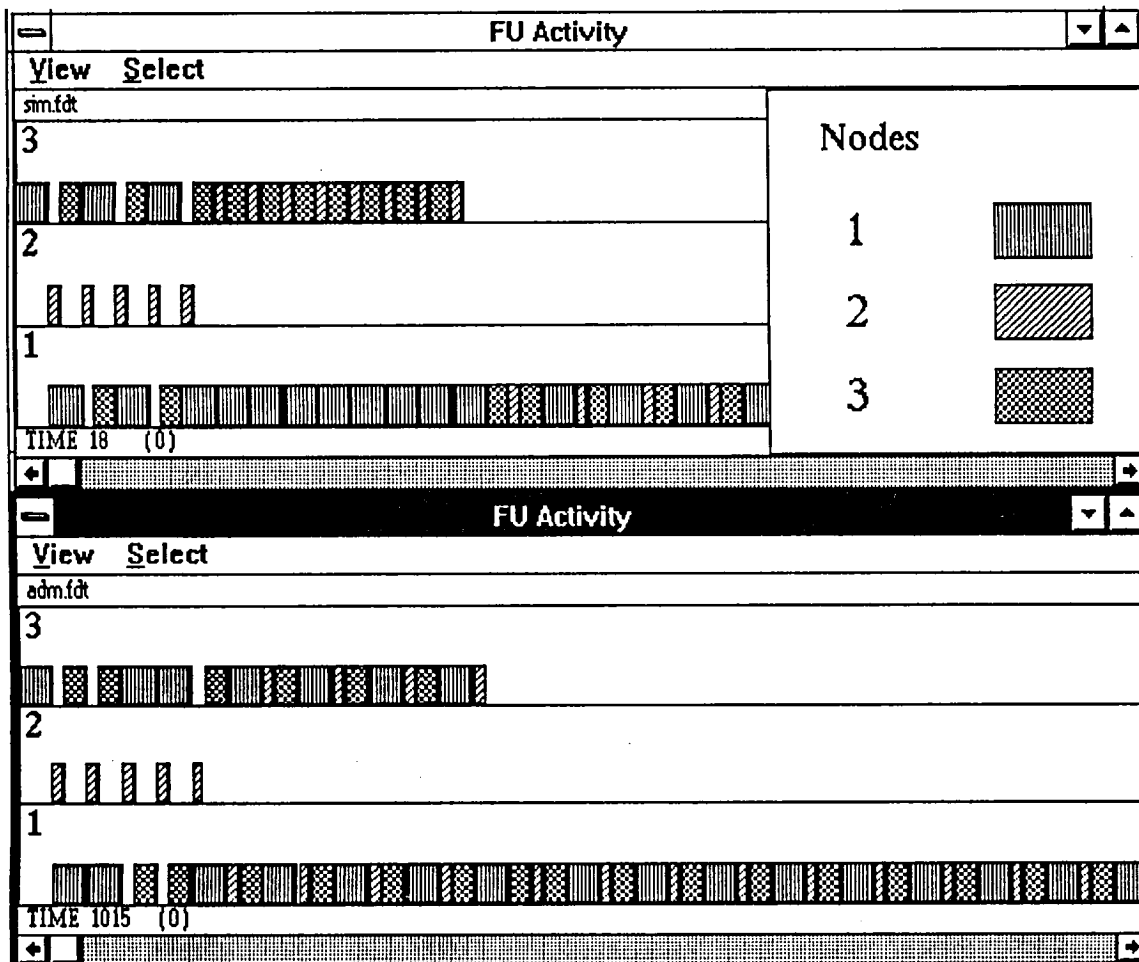 FU Activity
View Select
sim.fdt
3
2
1
TIME 18 (0)
Nodes
1
2
3
FU Activity
View Select
adm.fdt
3
2
1
TIME 1015 (0)